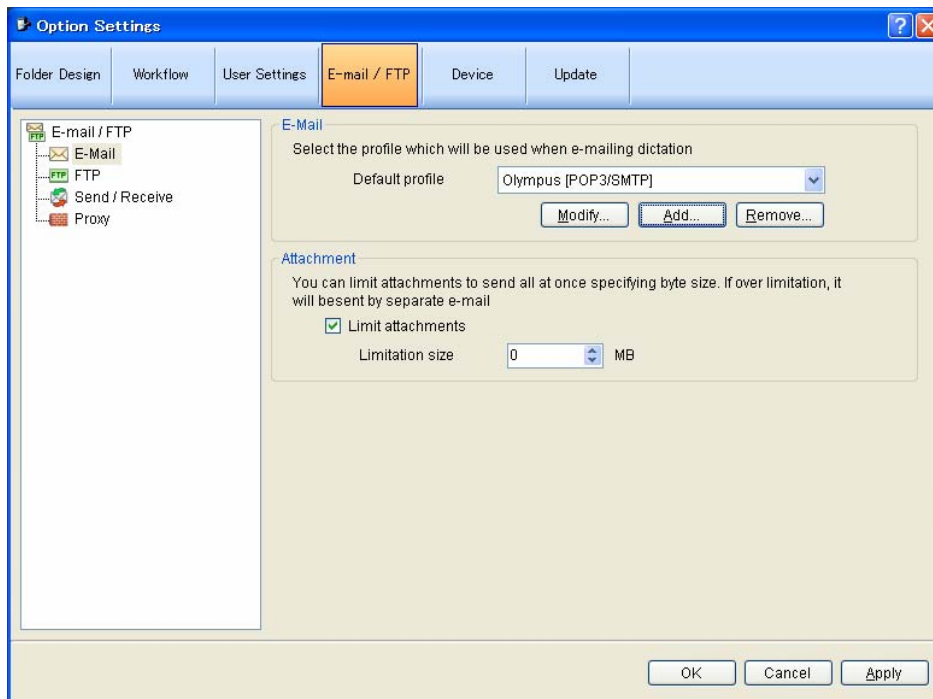 Option Settings
Folder Design Workflow User Settings E-mail / FTP Device Update
E-mail / FTP
E-Mail
FTP
Send / Receive
Proxy
E-Mail
Select the profile which will be used when e-mailing dictation
Default profile Olympus [POP3/SMTP]
Modify... Add... Remove...
Attachment
You can limit attachments to send all at once specifying byte size. If over limitation, it
will besent by separate e-mail
Limit attachments
Limitation size 0 MB
OK Cancel Apply